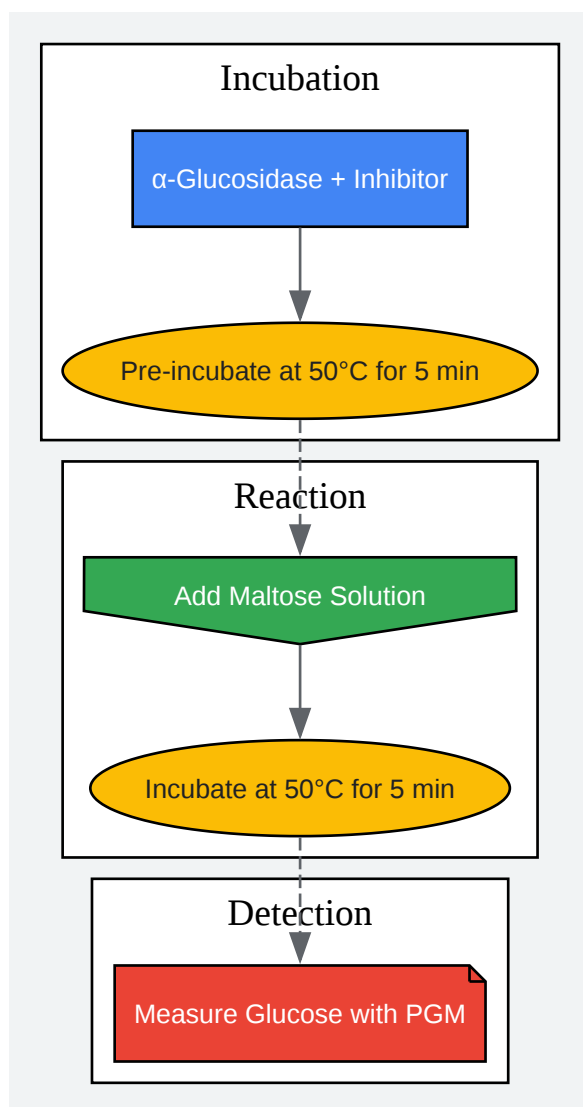 Incubation
α-Glucosidase + Inhibitor
Pre-incubate at 50°C for 5 min
Reaction
Add Maltose Solution
Incubate at 50°C for 5 min
Detection
Measure Glucose with PGM